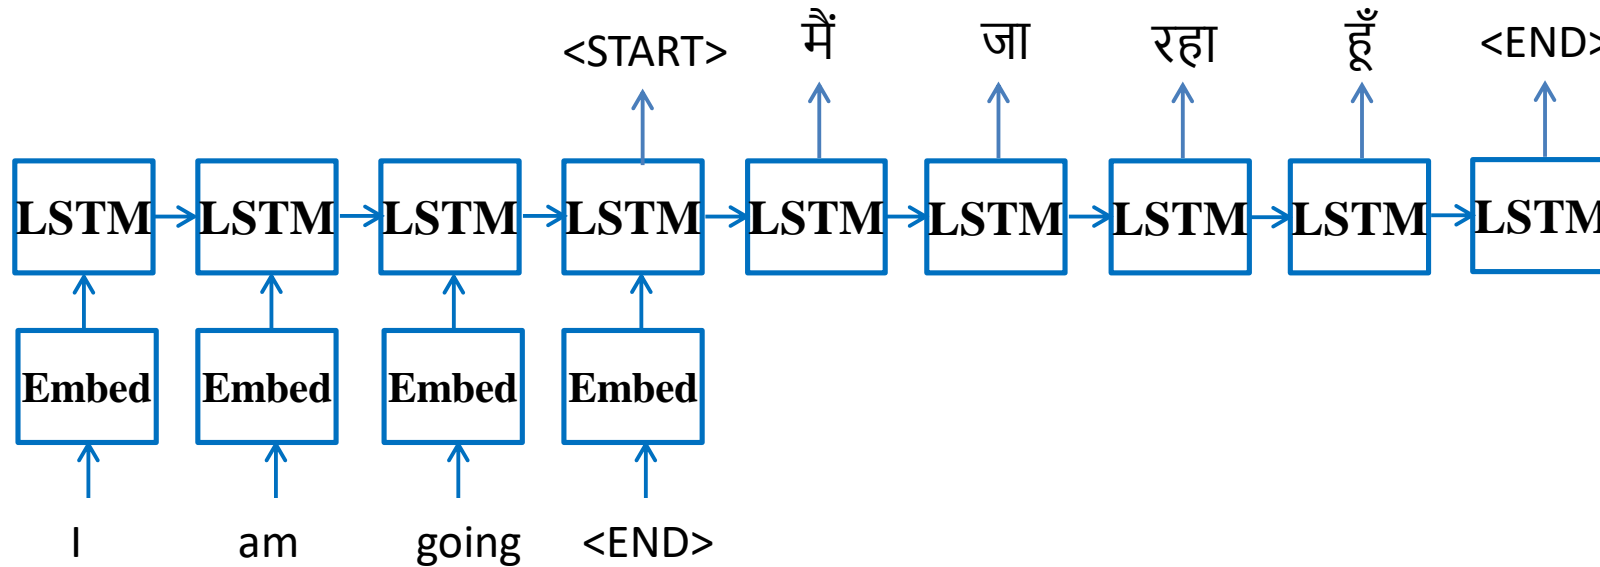 <START> मैं जा रहा हूँ <END>
LSTM LSTM LSTM LSTM LSTM LSTM LSTM LSTM LSTM
Embed Embed Embed Embed
I am going <END>